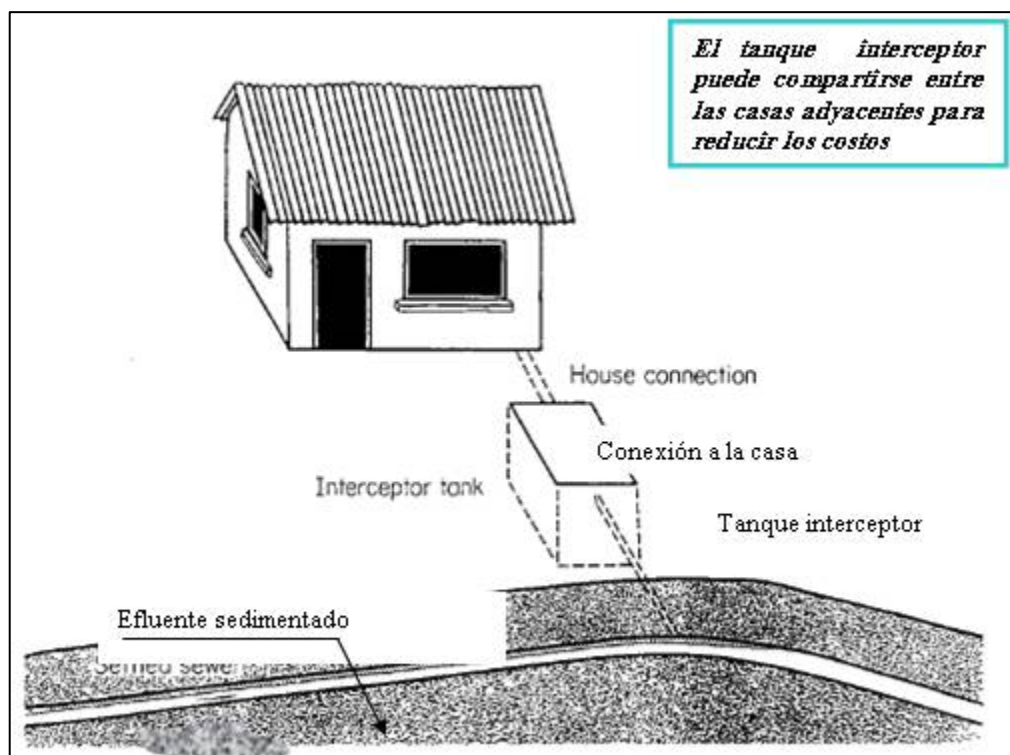 El tanque interceptor
puede compartirse entre
las casas adyacentes para
reducir los costos
House connection
Conexión a la casa
Interceptor tank
Tanque interceptor
Efluente sedimentado
sewer